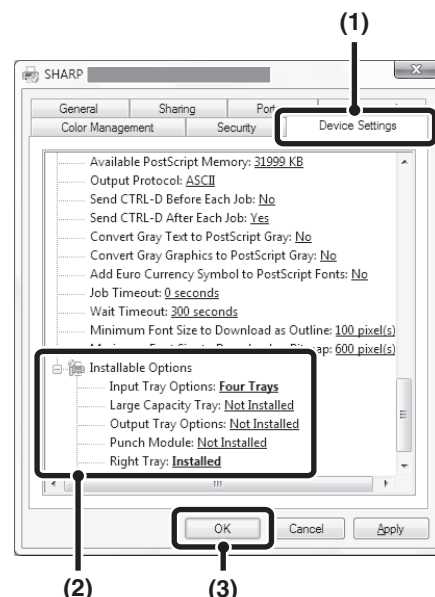 (1)
SHARP
General Sharing Port
Color Management Security Device Settings
Available PostScript Memory: 31999 KB
Output Protocol: ASCII
Send CTRL-D Before Each Job: No
Send CTRL-D After Each Job: Yes
Convert Gray Text to PostScript Gray: No
Convert Gray Graphics to PostScript Gray: No
Add Euro Currency Symbol to PostScript Fonts: No
Job Timeout: 0 seconds
Wait Timeout: 300 seconds
Minimum Font Size to Download as Outline: 100 pixel(s)
600 pixel(s)
Installable Options
Input Tray Options: Four Trays
Large Capacity Tray: Not Installed
Output Tray Options: Not Installed
Punch Module: Not Installed
Right Tray: Installed
OK Cancel Apply
(2) (3)